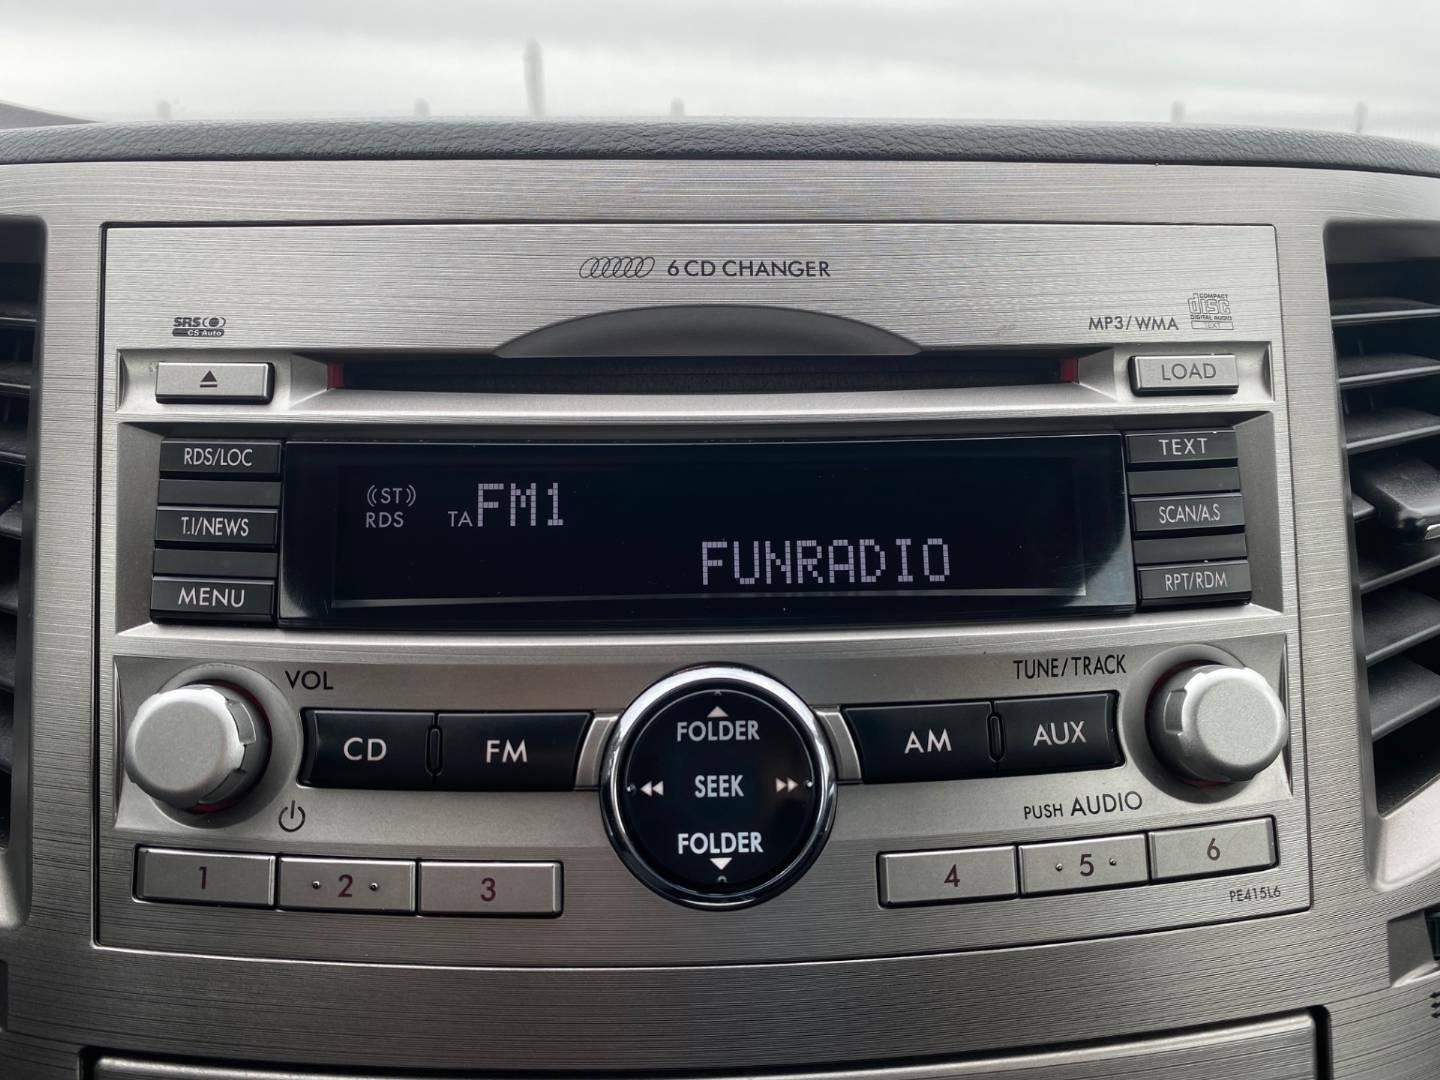 6 CD CHANGER
SRS
CS Auto
MP3/WMA
COMPACT
disc
DIGITAL AUDIO
TEXT
LOAD
RDS/LOC
T.I/NEWS
MENU
((ST))
RDS
TA FM1
FUNRADIO
TEXT
SCAN/A.S
RPT/RDM
VOL
TUNE/TRACK
CD
FM
FOLDER
SEEK
FOLDER
AM
AUX
PUSH AUDIO
1
2
3
4
5
6
PE415L6